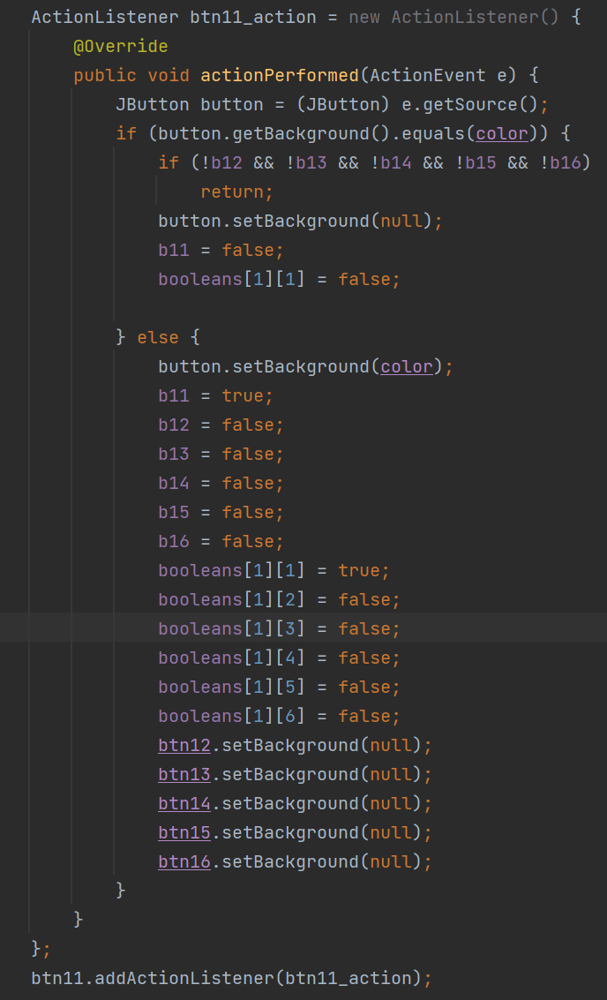 ActionListener btn11_action = new ActionListener() {
    @Override
    public void actionPerformed(ActionEvent e) {
        JButton button = (JButton) e.getSource();
        if (button.getBackground().equals(color)) {
            if (!b12 && !b13 && !b14 && !b15 && !b16)
                return;
            button.setBackground(null);
            b11 = false;
            booleans[1][1] = false;
        } else {
            button.setBackground(color);
            b11 = true;
            b12 = false;
            b13 = false;
            b14 = false;
            b15 = false;
            b16 = false;
            booleans[1][1] = true;
            booleans[1][2] = false;
            booleans[1][3] = false;
            booleans[1][4] = false;
            booleans[1][5] = false;
            booleans[1][6] = false;
            btn12.setBackground(null);
            btn13.setBackground(null);
            btn14.setBackground(null);
            btn15.setBackground(null);
            btn16.setBackground(null);
        }
    }
};
btn11.addActionListener(btn11_action);